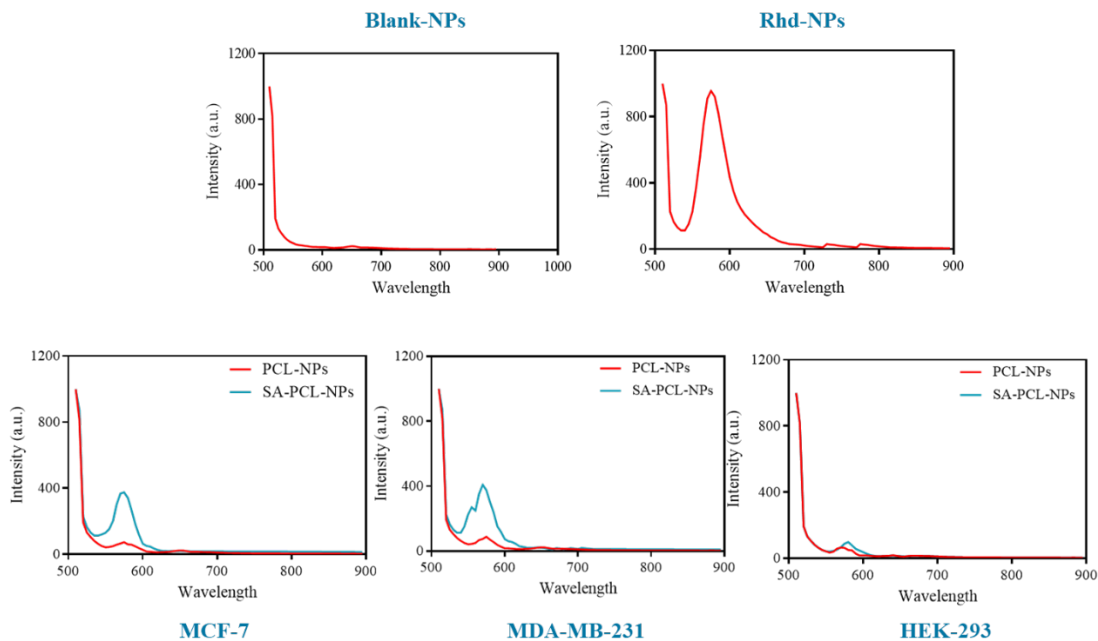 Blank-NPs
1200
800
400
0
500 600 700 800 900 1000
Intensity (a.u.)
Wavelength
Rhd-NPs
1200
800
400
0
500 600 700 800 900
Intensity (a.u.)
Wavelength
1200
800
400
0
500 600 700 800 900
Intensity (a.u.)
Wavelength
PCL-NPs
SA-PCL-NPs
MCF-7
1200
800
400
0
500 600 700 800 900
Intensity (a.u.)
Wavelength
PCL-NPs
SA-PCL-NPs
MDA-MB-231
1200
800
400
0
500 600 700 800 900
Intensity (a.u.)
Wavelength
PCL-NPs
SA-PCL-NPs
HEK-293